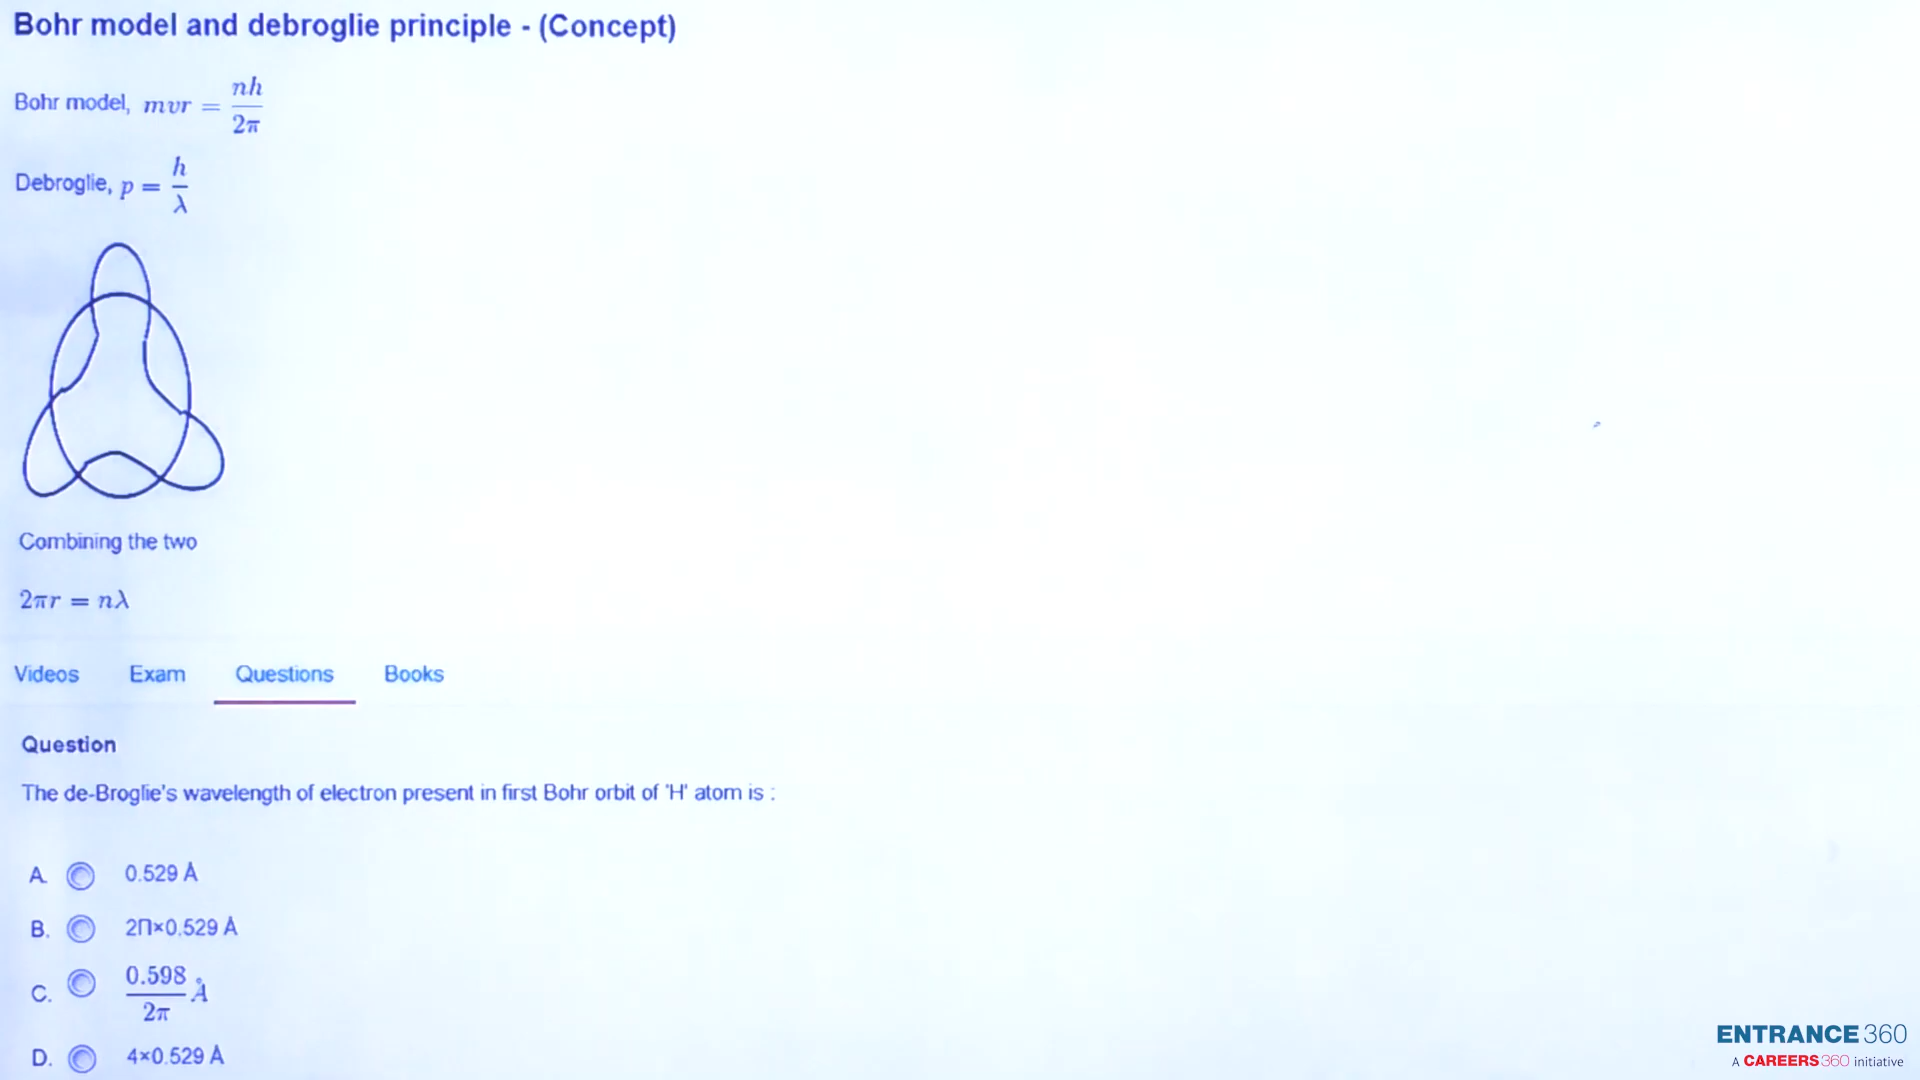 Bohr model and debroglie principle - (Concept)
Bohr model, mvr = nh/2π
Debroglie, p = h/λ
Combining the two
2πr = nλ
Videos Exam Questions Books
Question
The de-Broglie's wavelength of electron present in first Bohr orbit of 'H' atom is :
A. 0.529 Å
B. 2Π×0.529 Å
C. 0.598/2π Å
D. 4×0.529 Å
ENTRANCE 360
A CAREERS360 initiative